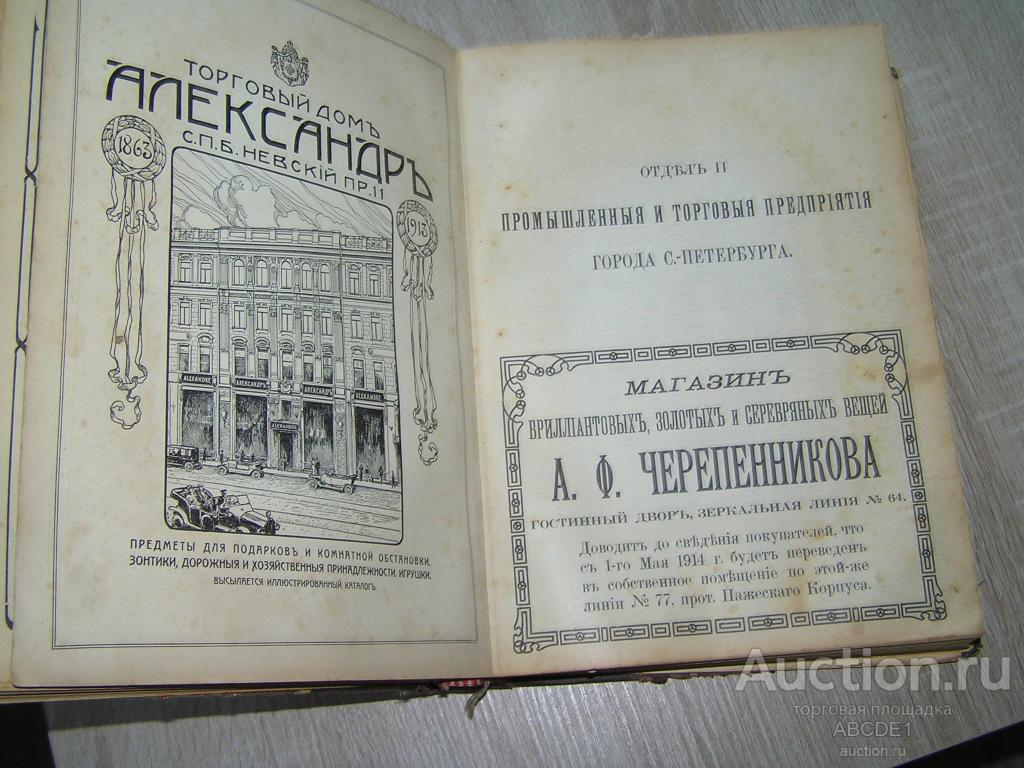 ТОРГОВЫЙ ДОМЪ
АЛЕКСАНДРЪ
С.П.Б. НЕВСКІЙ ПР. 11
1863
1913
ALEXANDRE
АЛЕКСАНДРЪ
АЛЕКСАНДРЪ
ALEXANDRE
ALEXANDRE
ПРЕДМЕТЫ ДЛЯ ПОДАРКОВЪ И КОМНАТНОЙ ОБСТАНОВКИ.
ЗОНТИКИ, ДОРОЖНЫЯ И ХОЗЯЙСТВЕННЫЯ ПРИНАДЛЕЖНОСТИ. ИГРУШКИ.
ВЫСЫЛАЕТСЯ ИЛЛЮСТРИРОВАННЫЙ КАТАЛОГЪ.
ОТДѢЛЪ II
ПРОМЫШЛЕННЫЯ И ТОРГОВЫЯ ПРЕДПРІЯТІЯ
ГОРОДА С.-ПЕТЕРБУРГА.
МАГАЗИНЪ
БРИЛЛІАНТОВЫХЪ, ЗОЛОТЫХЪ И СЕРЕБРЯНЫХЪ ВЕЩЕЙ
А. Ф. ЧЕРЕПЕННИКОВА
ГОСТИННЫЙ ДВОРЪ, ЗЕРКАЛЬНАЯ ЛИНІЯ № 64.
Доводитъ до свѣдѣнія покупателей, что
съ 1-го Мая 1914 г. будетъ переведенъ
въ собственное помѣщеніе по этой-же
линіи № 77, прот. Пажескаго Корпуса.
Auction.ru
торговая площадка
ABCDE1
auction.ru